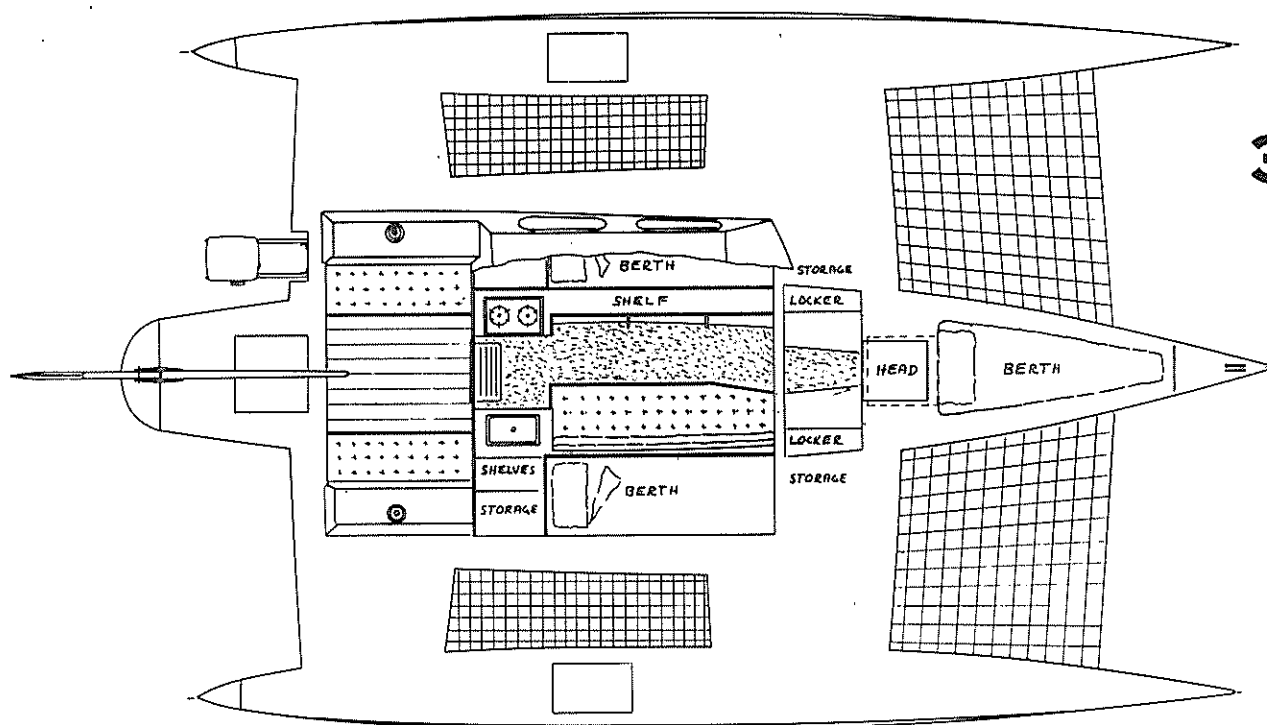 BERTH
STORAGE
SHELF
LOCKER
HEAD
BERTH
LOCKER
SHELVES
BERTH
STORAGE
STORAGE